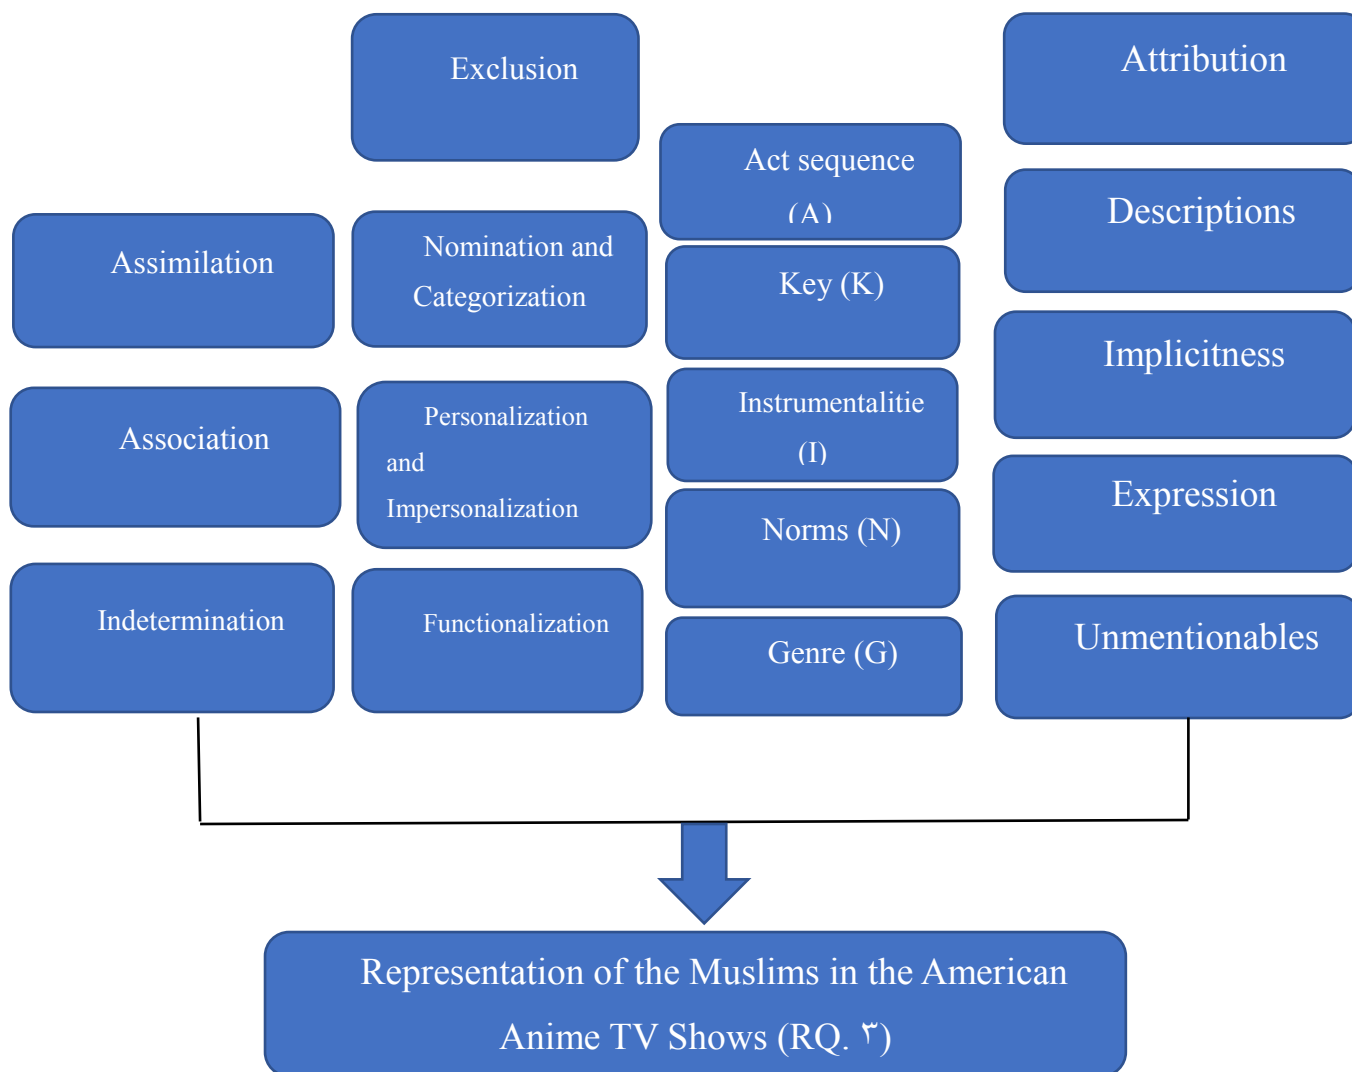 Exclusion
Attribution
Act sequence
(A)
Descriptions
Assimilation
Nomination and
Categorization
Key (K)
Implicitness
Association
Personalization
and
Impersonalization
Instrumentalitie
(I)
Expression
Norms (N)
Indetermination
Functionalization
Genre (G)
Unmentionables
Representation of the Muslims in the American
Anime TV Shows (RQ. ٣)